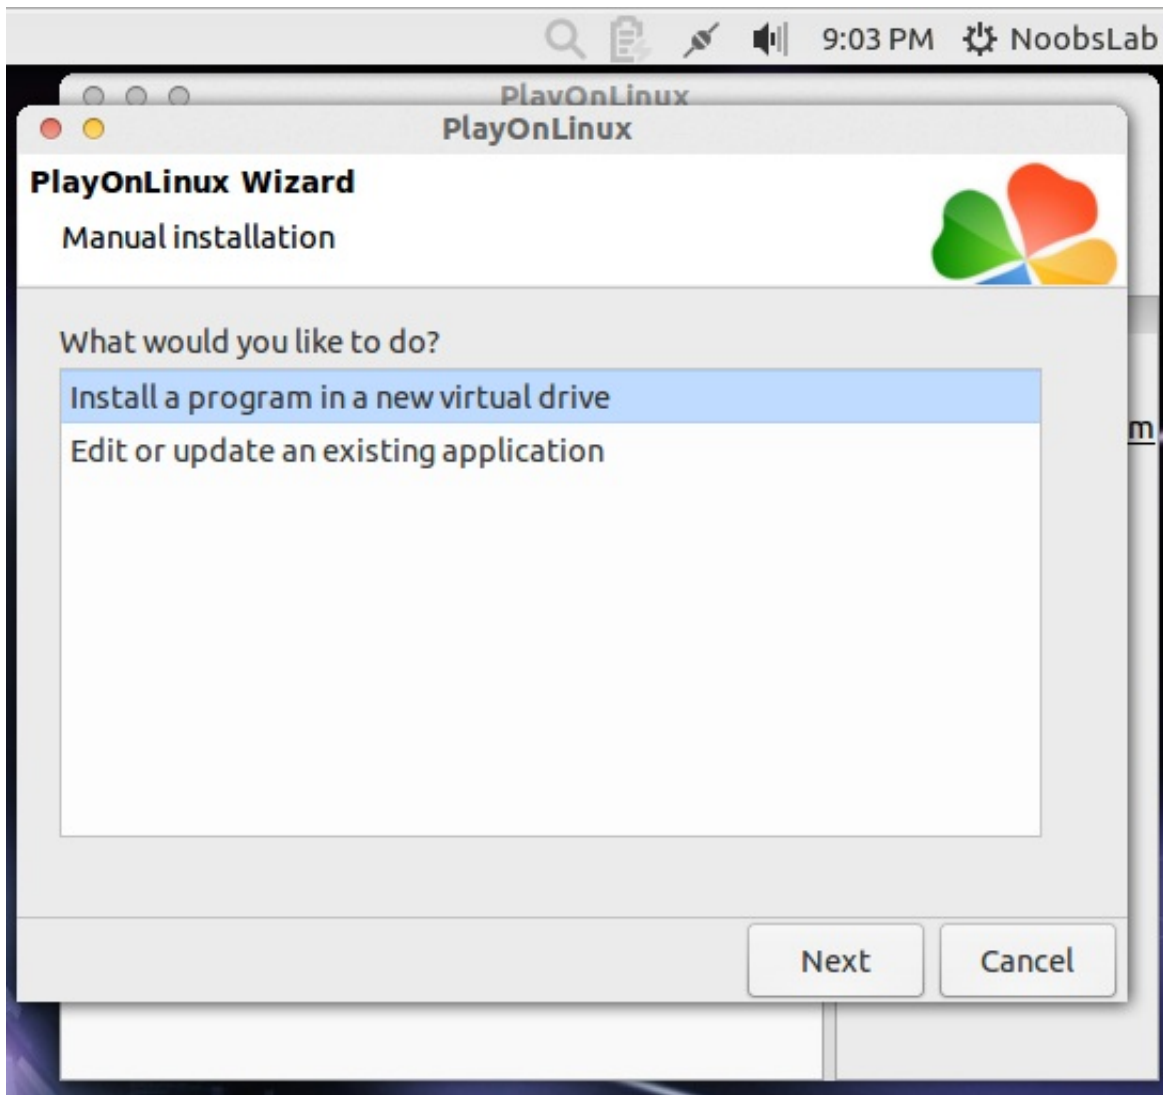 9:03 PM NoobsLab
PlayOnLinux
PlayOnLinux
PlayOnLinux Wizard
Manual installation
What would you like to do?
Install a program in a new virtual drive
m
Edit or update an existing application
Next Cancel